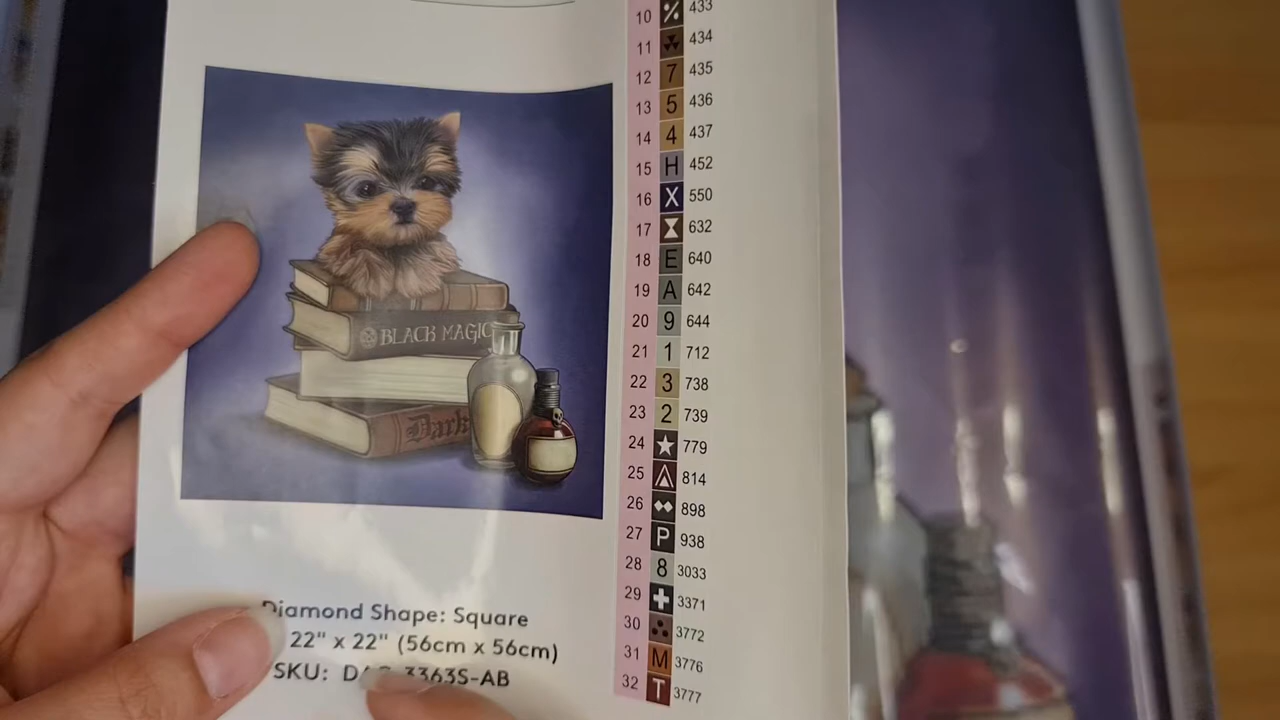 10 % 433
11 434
12 7 435
13 5 436
14 4 437
15 H 452
16 X 550
17 632
18 E 640
19 A 642
20 9 644
21 1 712
22 3 738
23 2 739
24 779
25 814
26 898
27 P 938
28 8 3033
29 3371
30 3772
31 M 3776
32 T 3777
BLACK MAGIC
Dark
Diamond Shape: Square
22" x 22" (56cm x 56cm)
SKU: 3363S-AB